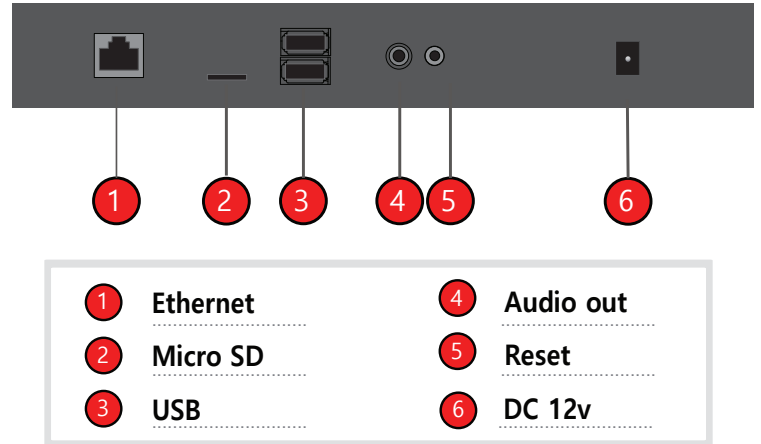 1 2 3 4 5 6
1 Ethernet
2 Micro SD
3 USB
4 Audio out
5 Reset
6 DC 12v